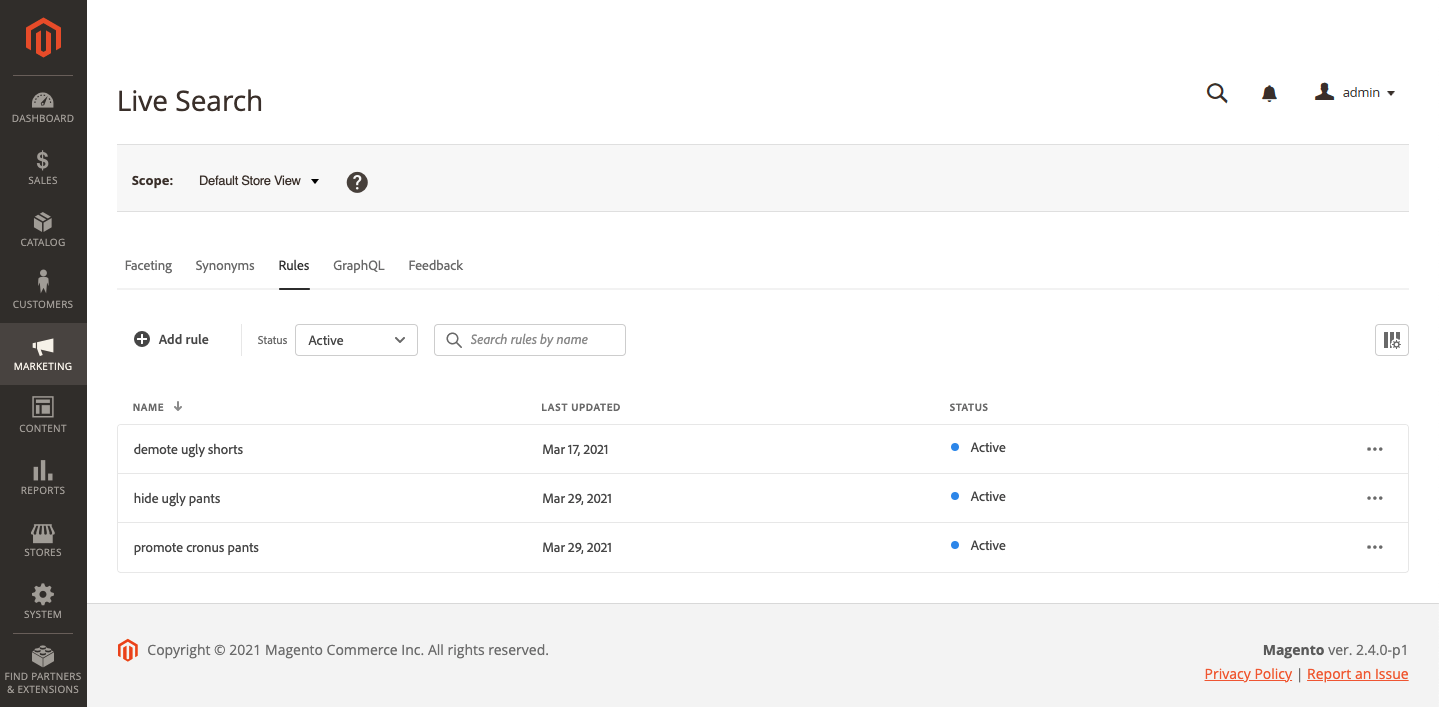 Live Search
admin
DASHBOARD
SALES
CATALOG
CUSTOMERS
MARKETING
CONTENT
REPORTS
STORES
SYSTEM
FIND PARTNERS
& EXTENSIONS
Scope: Default Store View ?
Faceting Synonyms Rules GraphQL Feedback
Add rule Status Active Search rules by name
NAME LAST UPDATED STATUS
demote ugly shorts Mar 17, 2021 Active
hide ugly pants Mar 29, 2021 Active
promote cronus pants Mar 29, 2021 Active
Copyright © 2021 Magento Commerce Inc. All rights reserved.
Magento ver. 2.4.0-p1
Privacy Policy | Report an Issue